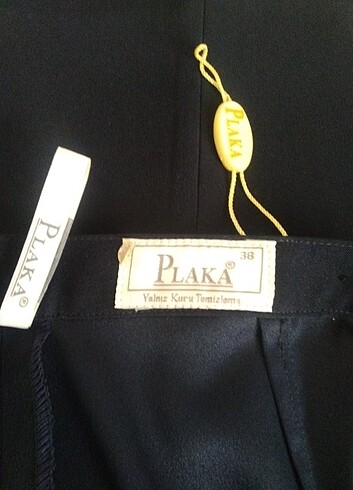 PLAKA
PLAKA®
38
PLAKA®
Yalnız Kuru Temizleme